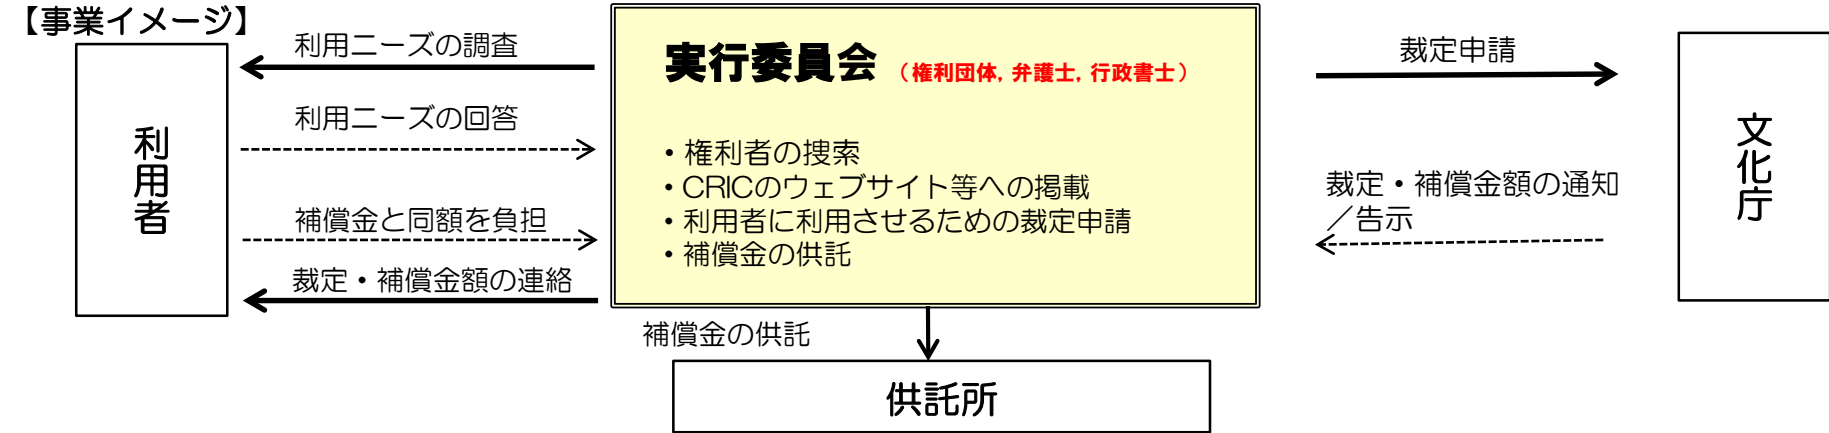 【事業イメージ】
利用ニーズの調査
利用ニーズの回答
補償金と同額を負担
裁定・補償金額の連絡
利用者
実行委員会 （権利団体，弁護士，行政書士）
・権利者の捜索
・CRICのウェブサイト等への掲載
・利用者に利用させるための裁定申請
・補償金の供託
裁定申請
裁定・補償金額の通知
／告示
文化庁
補償金の供託
供託所